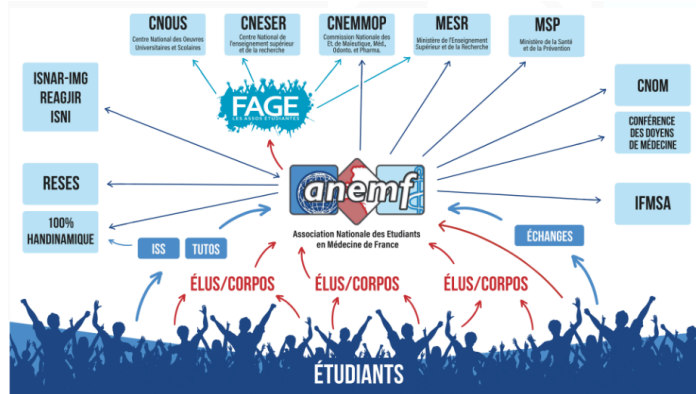 CNOUS
Centre National des Oeuvres
Universitaires et Scolaires
CNESER
Centre National de
l'enseignement supérieur
et de la recherche
CNEMMOP
Commission Nationale des
Et. de Maïeutique, Méd.,
Odonto. et Pharma.
MESR
Ministère de l'Enseignement
Supérieur et de la Recherche
MSP
Ministère de la Santé
et de la Prévention
ISNAR-IMG
REAGJIR
ISNI
FAGE
LES ASSOS ETUDIANTES
CNOM
CONFÉRENCE
DES DOYENS
DE MÉDECINE
RESES
anemf
IFMSA
100%
HANDINAMIQUE
Association Nationale des Etudiants
en Médecine de France
ISS
TUTOS
ÉCHANGES
ÉLUS/CORPOS
ÉLUS/CORPOS
ÉLUS/CORPOS
ÉTUDIANTS